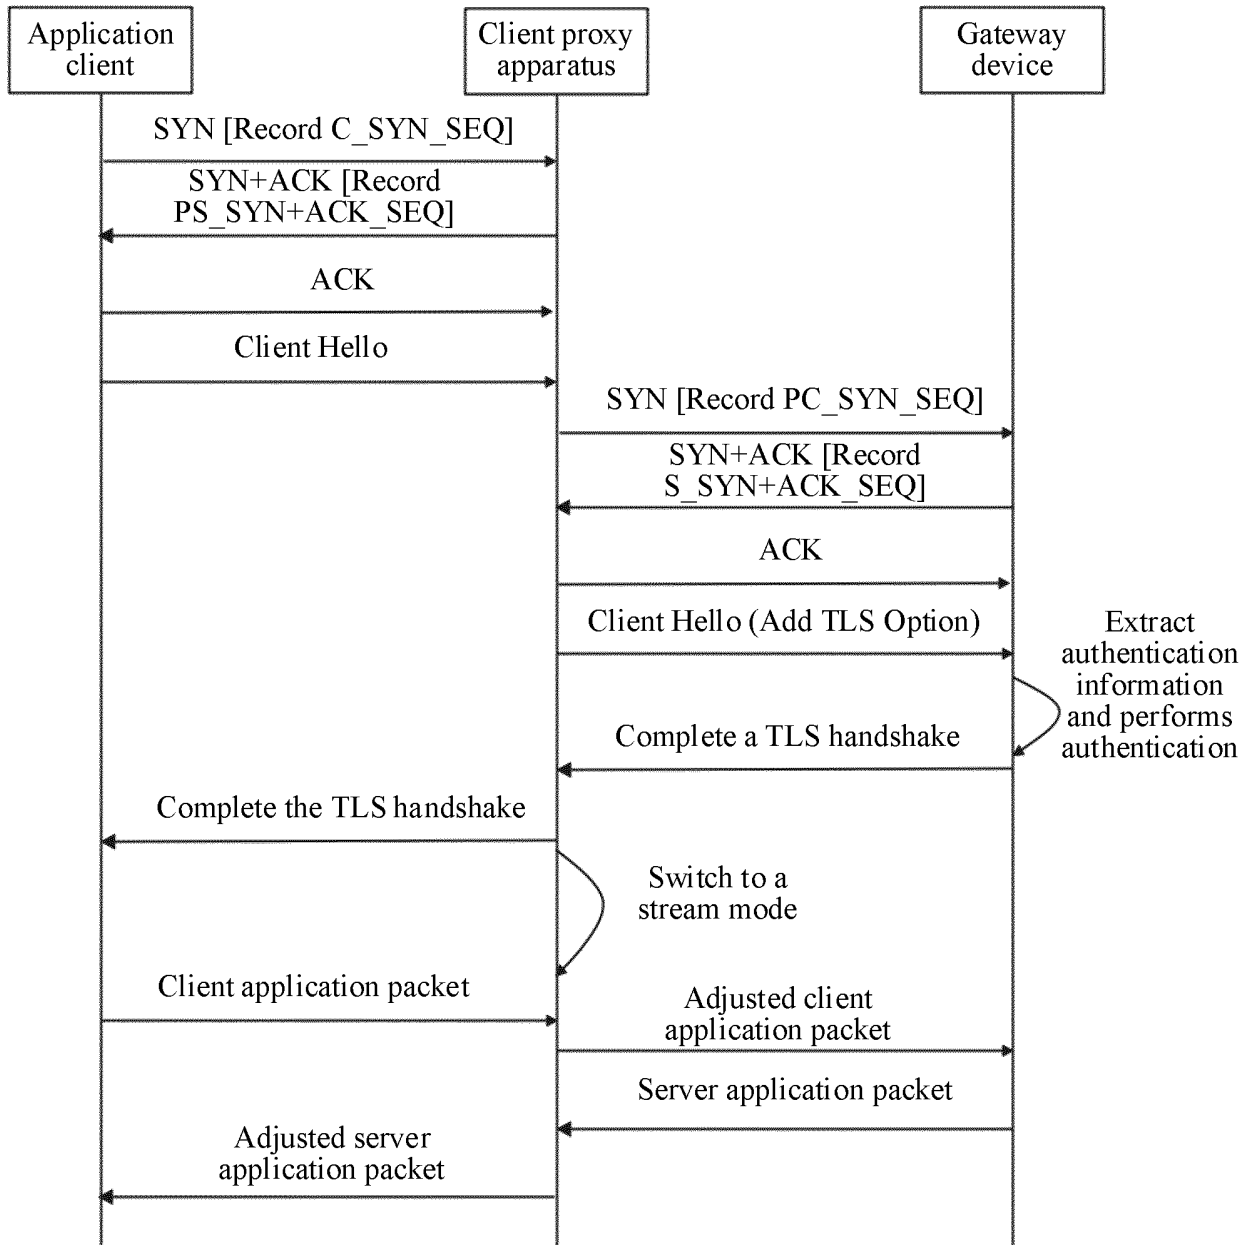 Application
client
Client proxy
apparatus
Gateway
device
SYN [Record C_SYN_SEQ]
SYN+ACK [Record
PS_SYN+ACK_SEQ]
ACK
Client Hello
SYN [Record PC_SYN_SEQ]
SYN+ACK [Record
S_SYN+ACK_SEQ]
ACK
Client Hello (Add TLS Option)
Extract
authentication
information
and performs
authentication
Complete a TLS handshake
Complete the TLS handshake
Switch to a
stream mode
Client application packet
Adjusted client
application packet
Server application packet
Adjusted server
application packet